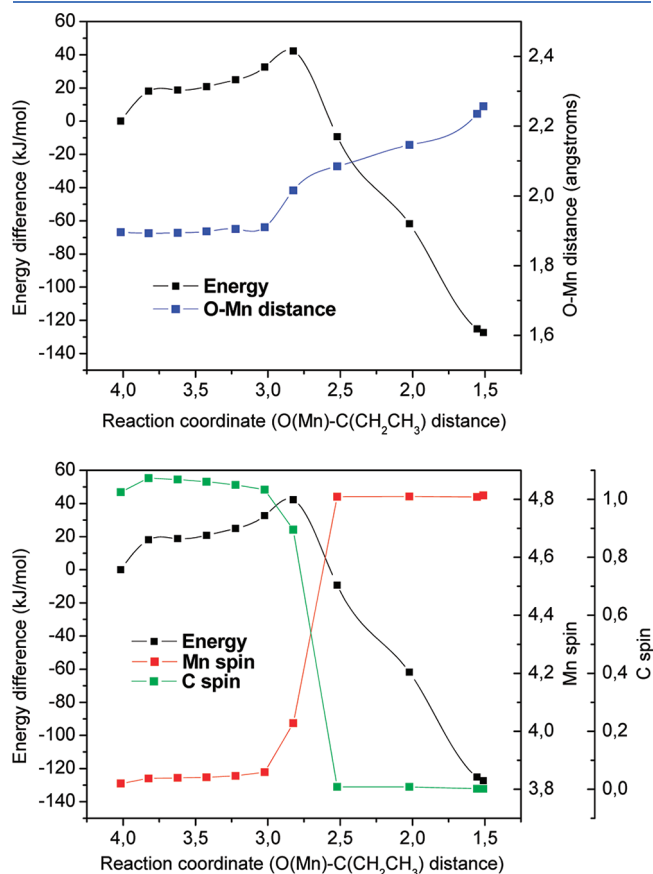 60
40
20
0
-20
-40
-60
-80
-100
-120
-140
Energy difference (kJ/mol)
2,4
2,2
2,0
1,8
1,6
O-Mn distance (angstroms)
Energy
O-Mn distance
4,0 3,5 3,0 2,5 2,0 1,5
Reaction coordinate (O(Mn)-C(CH₂CH₃) distance)
60
40
20
0
-20
-40
-60
-80
-100
-120
-140
Energy difference (kJ/mol)
Energy
Mn spin
C spin
4,8
4,6
4,4
4,2
4,0
3,8
Mn spin
1,0
0,8
0,6
0,4
0,2
0,0
C spin
4,0 3,5 3,0 2,5 2,0 1,5
Reaction coordinate (O(Mn)-C(CH₂CH₃) distance)